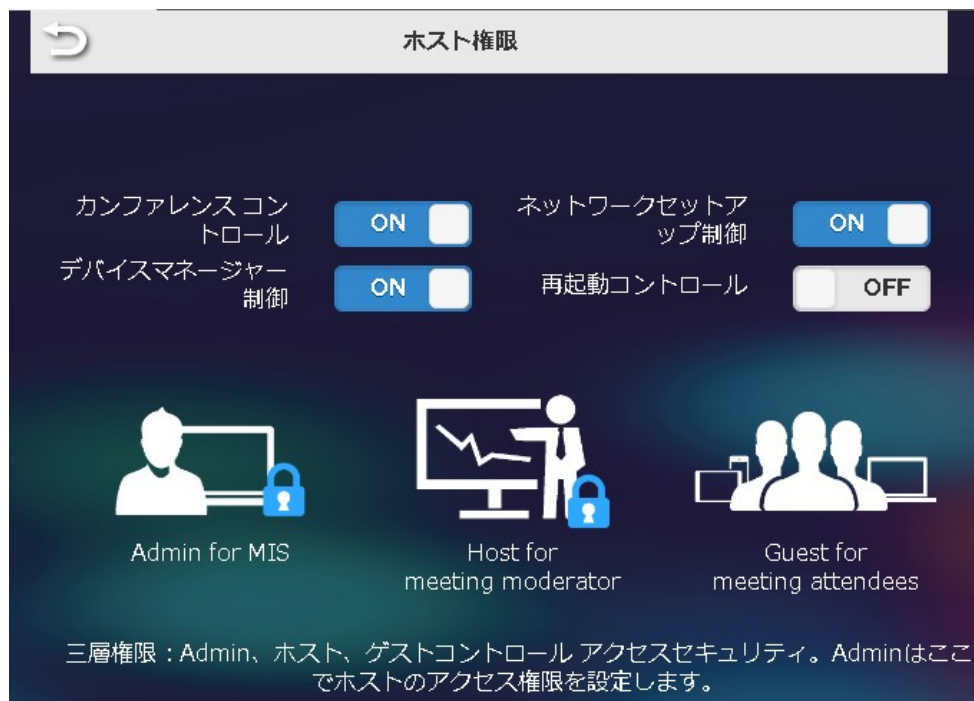 ホスト権限
カンファレンス コン
トロール
ON
ネットワークセットア
ップ制御
ON
デバイスマネージャー
制御
ON
再起動コントロール
OFF
Admin for MIS
Host for
meeting moderator
Guest for
meeting attendees
三層権限：Admin、ホスト、ゲストコントロール アクセスセキュリティ。Adminはここ
でホストのアクセス権限を設定します。